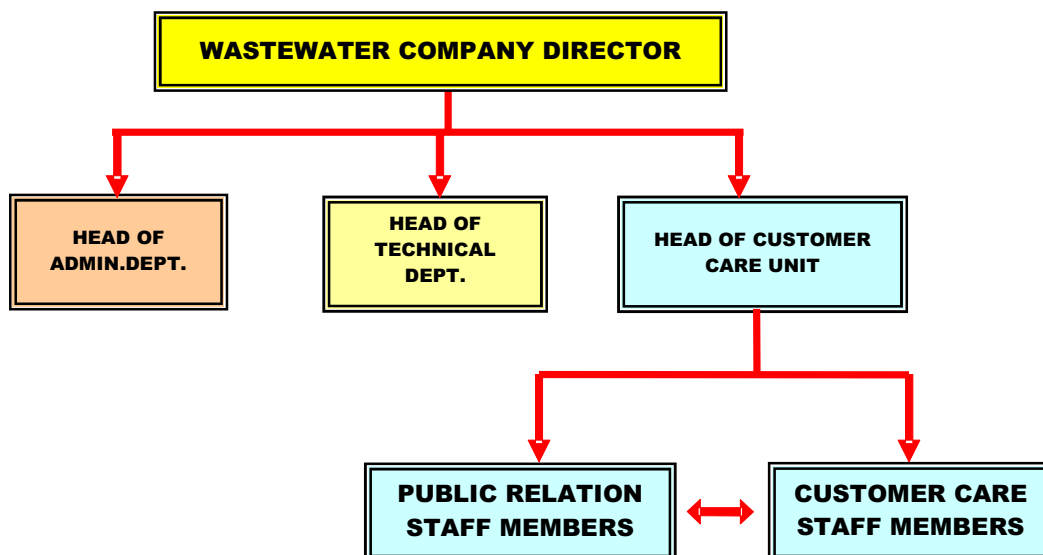 WASTEWATER COMPANY DIRECTOR
HEAD OF
ADMIN.DEPT.
HEAD OF
TECHNICAL
DEPT.
HEAD OF CUSTOMER
CARE UNIT
PUBLIC RELATION
STAFF MEMBERS
CUSTOMER CARE
STAFF MEMBERS